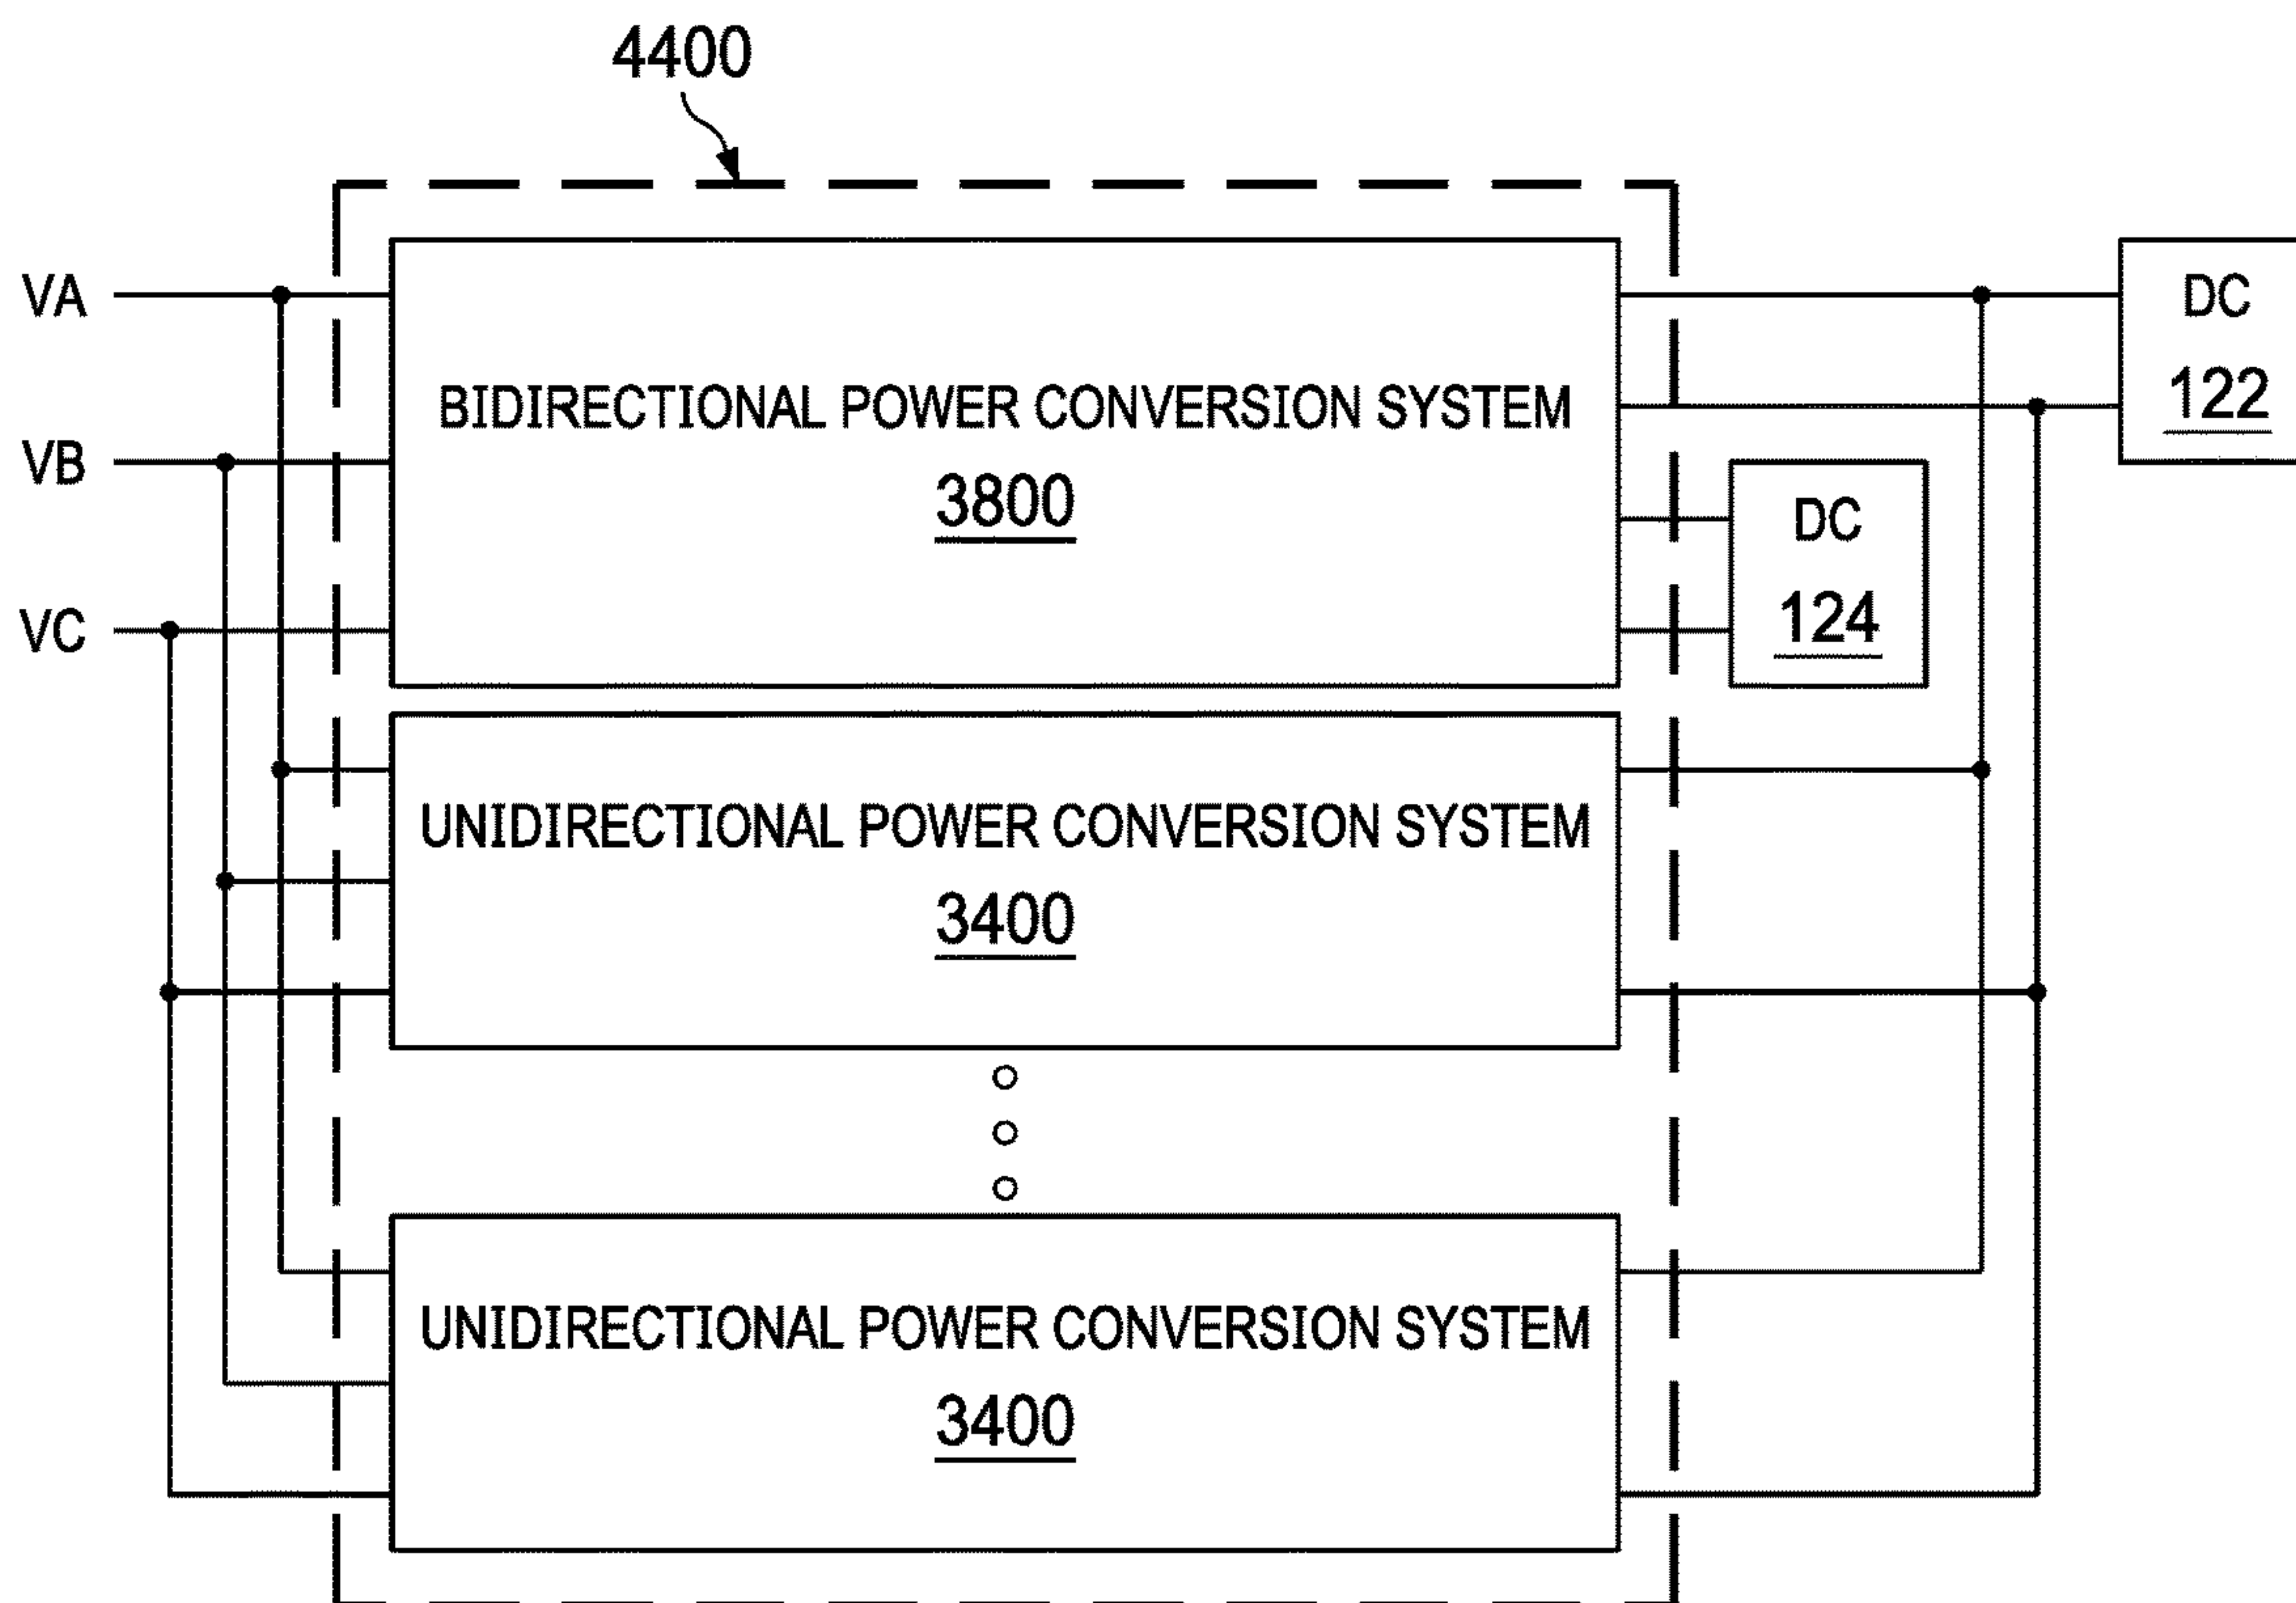 4400
VA
VB
VC
BIDIRECTIONAL POWER CONVERSION SYSTEM
3800
DC
122
DC
124
UNIDIRECTIONAL POWER CONVERSION SYSTEM
3400
UNIDIRECTIONAL POWER CONVERSION SYSTEM
3400